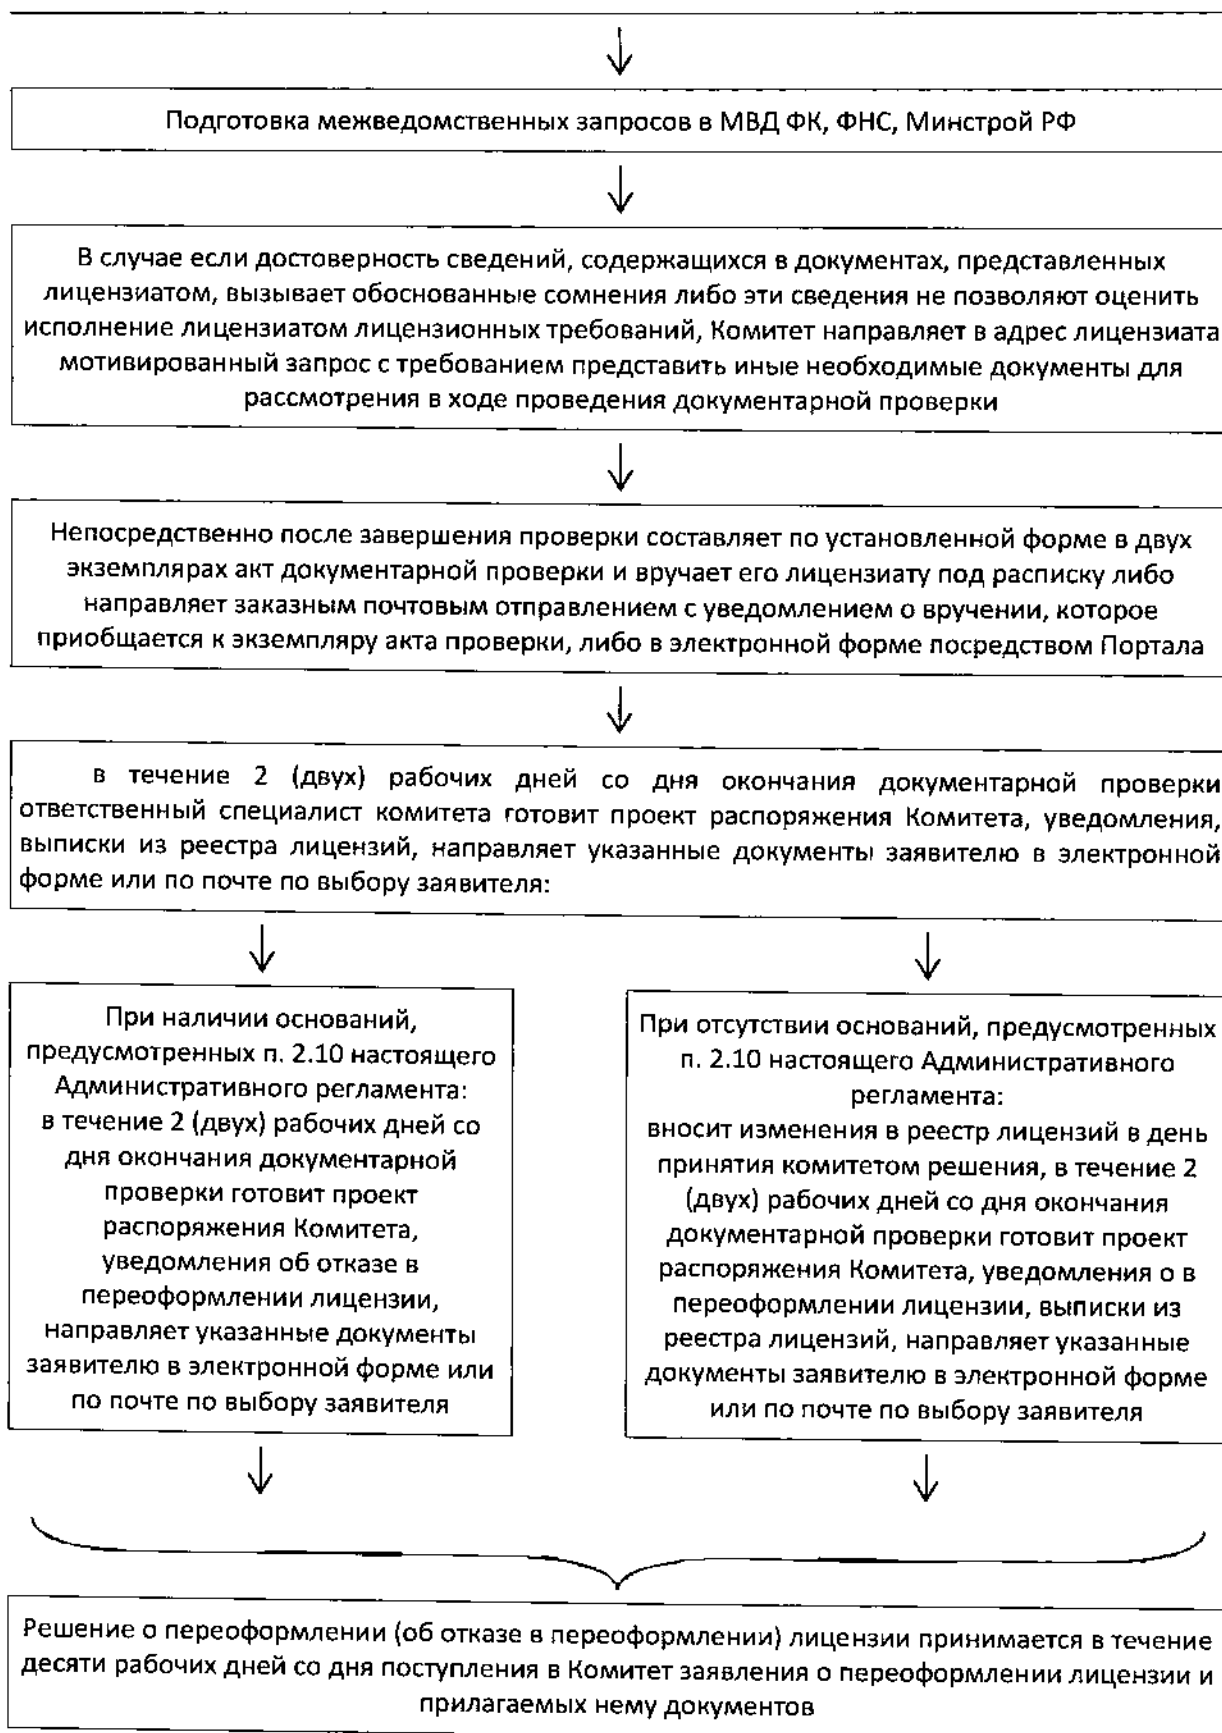 Подготовка межведомственных запросов в МВД ФК, ФНС, Минстрой РФ
В случае если достоверность сведений, содержащихся в документах, представленных
лицензиатом, вызывает обоснованные сомнения либо эти сведения не позволяют оценить
исполнение лицензиатом лицензионных требований, Комитет направляет в адрес лицензиата
мотивированный запрос с требованием представить иные необходимые документы для
рассмотрения в ходе проведения документарной проверки
Непосредственно после завершения проверки составляет по установленной форме в двух
экземплярах акт документарной проверки и вручает его лицензиату под расписку либо
направляет заказным почтовым отправлением с уведомлением о вручении, которое
приобщается к экземпляру акта проверки, либо в электронной форме посредством Портала
в течение 2 (двух) рабочих дней со дня окончания документарной проверки
ответственный специалист комитета готовит проект распоряжения Комитета, уведомления,
выписки из реестра лицензий, направляет указанные документы заявителю в электронной
форме или по почте по выбору заявителя:
При наличии оснований,
предусмотренных п. 2.10 настоящего
Административного регламента:
в течение 2 (двух) рабочих дней со
дня окончания документарной
проверки готовит проект
распоряжения Комитета,
уведомления об отказе в
переоформлении лицензии,
направляет указанные документы
заявителю в электронной форме или
по почте по выбору заявителя
При отсутствии оснований, предусмотренных
п. 2.10 настоящего Административного
регламента:
вносит изменения в реестр лицензий в день
принятия комитетом решения, в течение 2
(двух) рабочих дней со дня окончания
документарной проверки готовит проект
распоряжения Комитета, уведомления о в
переоформлении лицензии, выписки из
реестра лицензий, направляет указанные
документы заявителю в электронной форме
или по почте по выбору заявителя
Решение о переоформлении (об отказе в переоформлении) лицензии принимается в течение
десяти рабочих дней со дня поступления в Комитет заявления о переоформлении лицензии и
прилагаемых нему документов